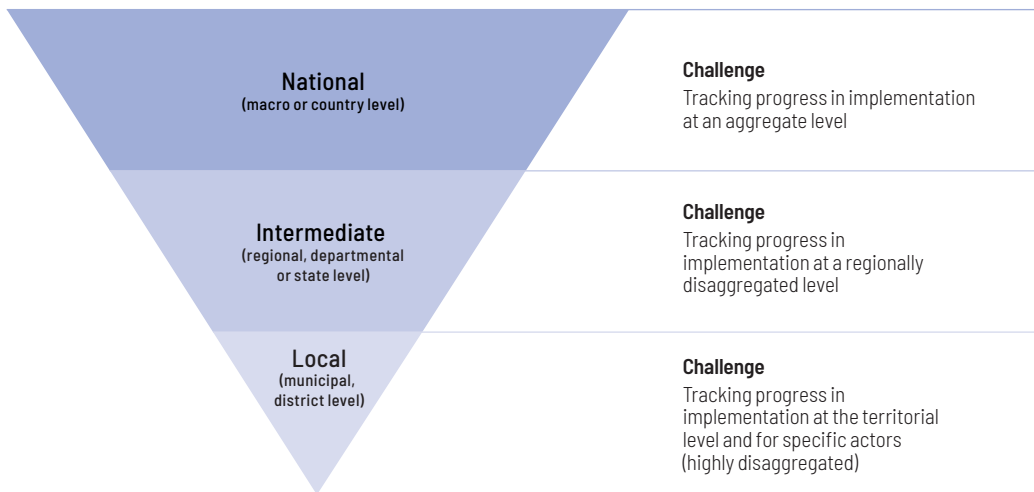 National
(macro or country level)
Challenge
Tracking progress in implementation
at an aggregate level
Intermediate
(regional, departmental
or state level)
Challenge
Tracking progress in
implementation at a regionally
disaggregated level
Local
(municipal,
district level)
Challenge
Tracking progress in
implementation at the territorial
level and for specific actors
(highly disaggregated)